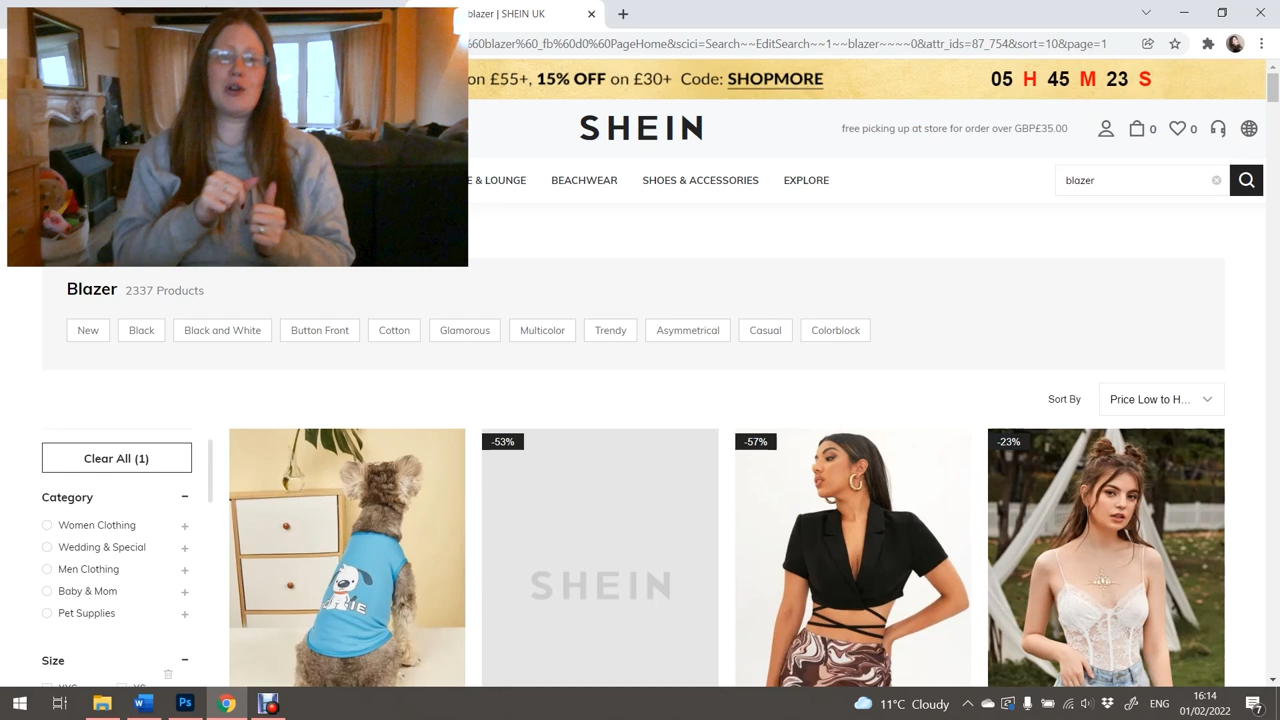 blazer | SHEIN UK
%60blazer%60_fb%60d0%60PageHome&scici=Search~~EditSearch~~1~~blazer~~~~0&attr_ids=87_754&sort=10&page=1
on £55+, 15% OFF on £30+ Code: SHOPMORE
05 H 45 M 23 S
SHEIN
free picking up at store for order over GBP£35.00
0
0
E & LOUNGE
BEACHWEAR
SHOES & ACCESSORIES
EXPLORE
blazer
Blazer 2337 Products
New
Black
Black and White
Button Front
Cotton
Glamorous
Multicolor
Trendy
Asymmetrical
Casual
Colorblock
Sort By
Price Low to H...
Clear All (1)
Category
Women Clothing
Wedding & Special
Men Clothing
Baby & Mom
Pet Supplies
Size
-53%
SHEIN
-57%
-23%
11°C Cloudy
ENG
16:14
01/02/2022